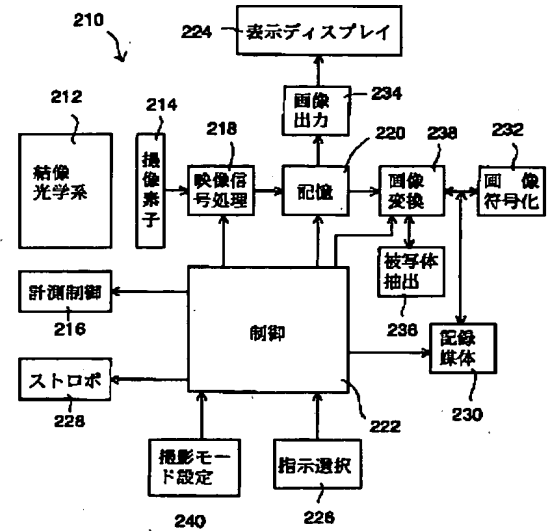 210
224
表示ディスプレイ
212
214
218
画像
出力
234
220
238
232
結像
光学系
撮像素子
映像信
号処理
記憶
画像
変換
画 像
符号化
計測制御
216
制御
被写体
抽出
236
記録
媒体
230
ストロボ
228
222
撮影モー
ド設定
240
指示選択
226